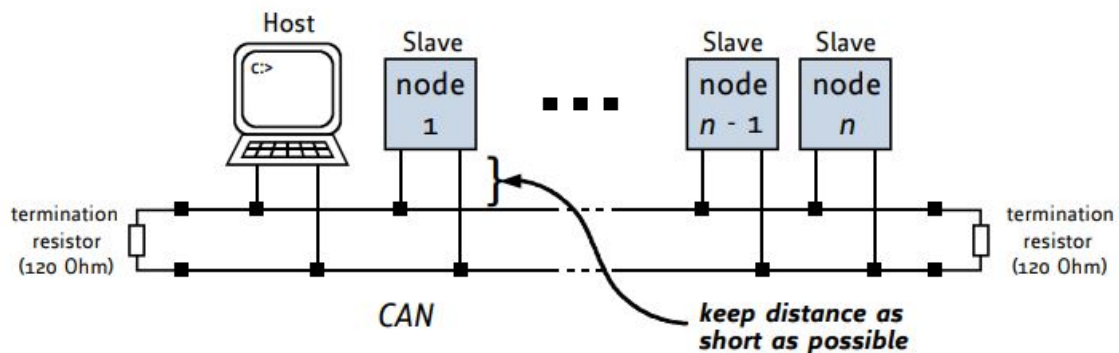 Host
C:>
Slave
node
1
Slave
node
n - 1
Slave
node
n
termination
resistor
(120 Ohm)
termination
resistor
(120 Ohm)
CAN
keep distance as
short as possible